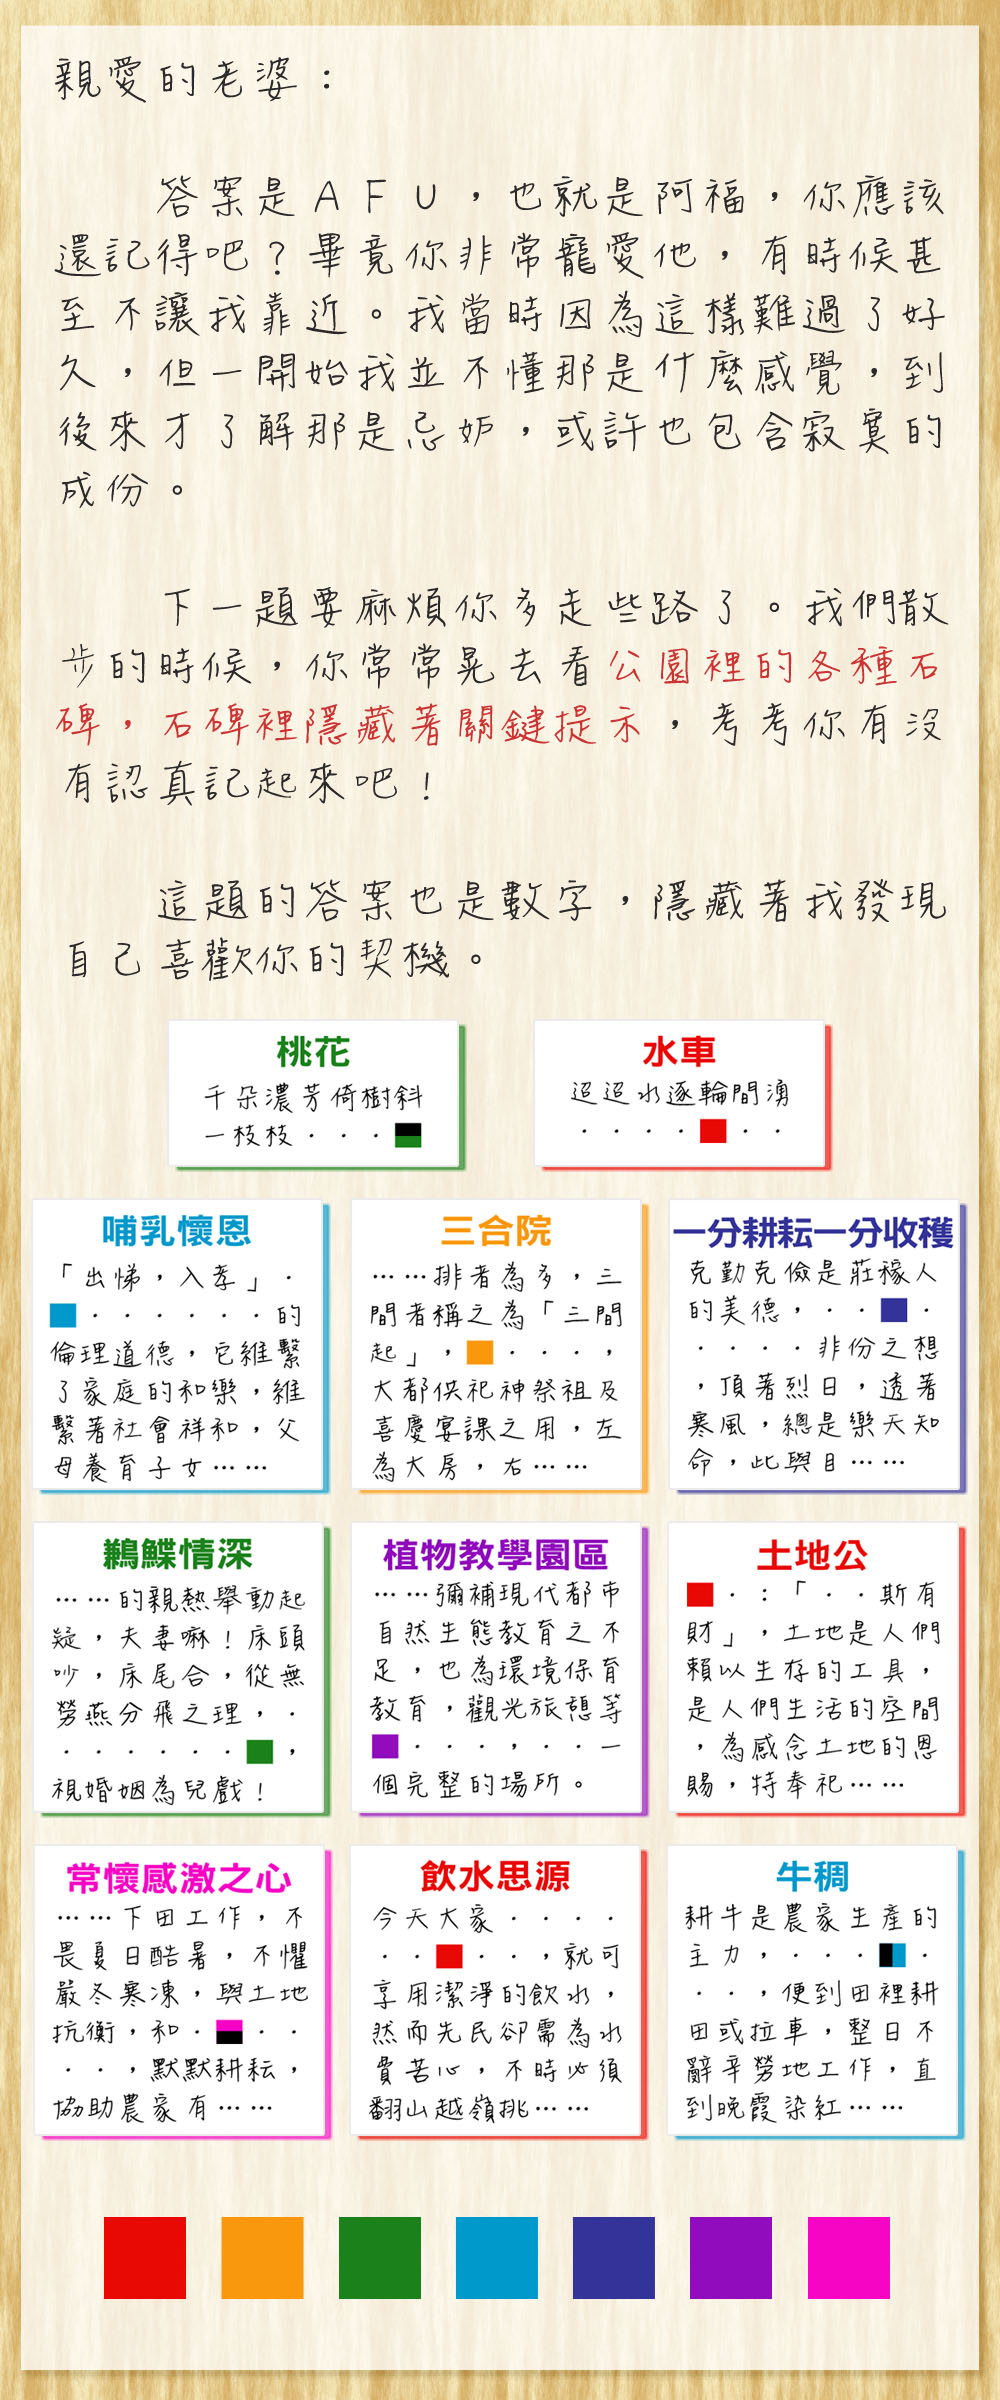 親愛的老婆：
答案是AFU，也就是阿福，你應該
還記得吧？畢竟你非常寵愛他，有時候甚
至不讓我靠近。我當時因為這樣難過了好
久，但一開始我並不懂那是什麼感覺，到
後來才了解那是忌妒，或許也包含寂寞的
成份。
下一題要麻煩你多走些路了。我們散
步的時候，你常常晃去看公園裡的各種石
碑，石碑裡隱藏著關鍵提示，考考你有沒
有認真記起來吧！
這題的答案也是數字，隱藏著我發現
自己喜歡你的契機。
桃花
千朵濃芳倚樹斜
一枝枝．．．
水車
迢迢水逐輪間湧
．．．．．．
哺乳懷恩
「出悌，入孝」．
．．．．．．的
倫理道德，它維繫
了家庭的和樂，維
繫著社會祥和，父
母養育子女……
三合院
……排者為多，三
間者稱之為「三間
起」，．．．，
大都供祀神祭祖及
喜慶宴課之用，左
為大房，右……
一分耕耘一分收穫
克勤克儉是莊稼人
的美德，．．．
．．．．非份之想
，頂著烈日，透著
寒風，總是樂天知
命，此與目……
鶼鰈情深
……的親熱舉動起
疑，夫妻嘛！床頭
吵，床尾合，從無
勞燕分飛之理，．
．．．．．．，
視婚姻為兒戲！
植物教學園區
……彌補現代都市
自然生態教育之不
足，也為環境保育
教育，觀光旅憩等
．．．，．．一
個完整的場所。
土地公
．：「．．斯有
財」，土地是人們
賴以生存的工具，
是人們生活的空間
，為感念土地的恩
賜，特奉祀……
常懷感激之心
……下田工作，不
畏夏日酷暑，不懼
嚴冬寒凍，與土地
抗衡，和．．．
．．，默默耕耘，
協助農家有……
飲水思源
今天大家．．．．
．．．．，就可
享用潔淨的飲水，
然而先民卻需為水
費苦心，不時必須
翻山越嶺挑……
牛稠
耕牛是農家生產的
主力，．．．．
．．，便到田裡耕
田或拉車，整日不
辭辛勞地工作，直
到晚霞染紅……